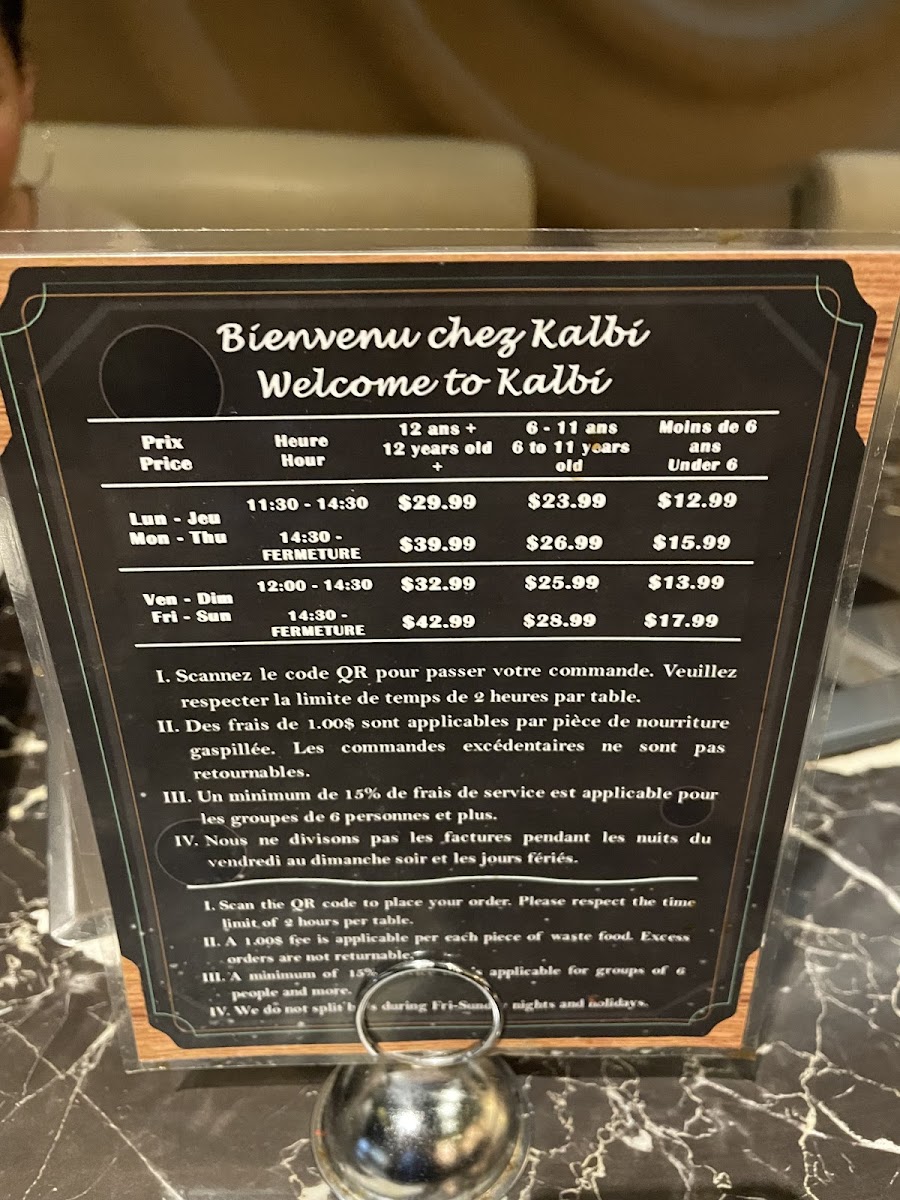 Bienvenu chez Kalbi
Welcome to Kalbi
Prix
Price
Heure
Hour
12 ans +
12 years old
+
6 - 11 ans
6 to 11 years
old
Moins de 6
ans
Under 6
Lun - Jeu
Mon - Thu
11:30 - 14:30 $29.99 $23.99 $12.99
14:30 -
FERMETURE
$39.99 $26.99 $15.99
Ven - Dim
Fri - Sun
12:00 - 14:30 $32.99 $25.99 $13.99
14:30 -
FERMETURE
$42.99 $28.99 $17.99
I. Scannez le code QR pour passer votre commande. Veuillez
respecter la limite de temps de 2 heures par table.
II. Des frais de 1.00$ sont applicables par pièce de nourriture
gaspillée. Les commandes excédentaires ne sont pas
retournables.
III. Un minimum de 15% de frais de service est applicable pour
les groupes de 6 personnes et plus.
IV. Nous ne divisons pas les factures pendant les nuits du
vendredi au dimanche soir et les jours fériés.
I. Scan the QR code to place your order. Please respect the time
limit of 2 hours per table.
II. A 1.00$ fee is applicable per each piece of waste food. Excess
orders are not returnable.
III. A minimum of 15% applicable for groups of 6
people and more.
IV. We do not split during Fri-Sund nights and holidays.